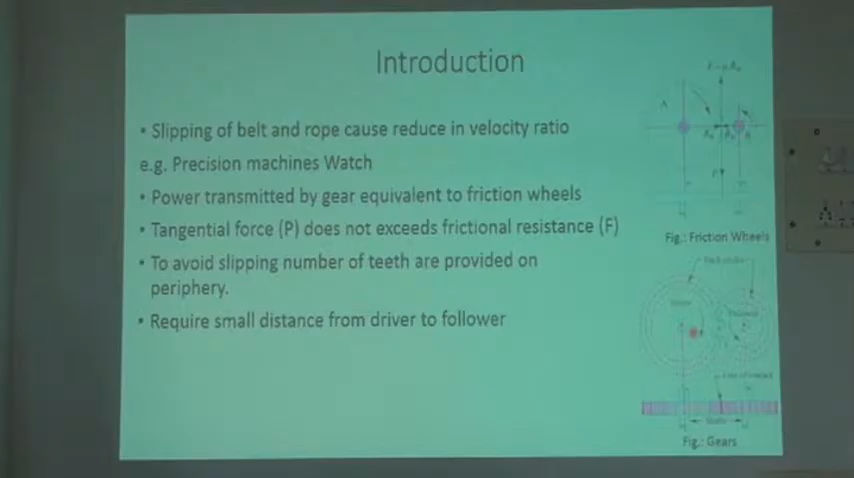 Introduction
• Slipping of belt and rope cause reduce in velocity ratio
e.g. Precision machines Watch
• Power transmitted by gear equivalent to friction wheels
• Tangential force (P) does not exceeds frictional resistance (F)
• To avoid slipping number of teeth are provided on
periphery.
• Require small distance from driver to follower
A
Fig.: Friction Wheels
Fig.: Gears